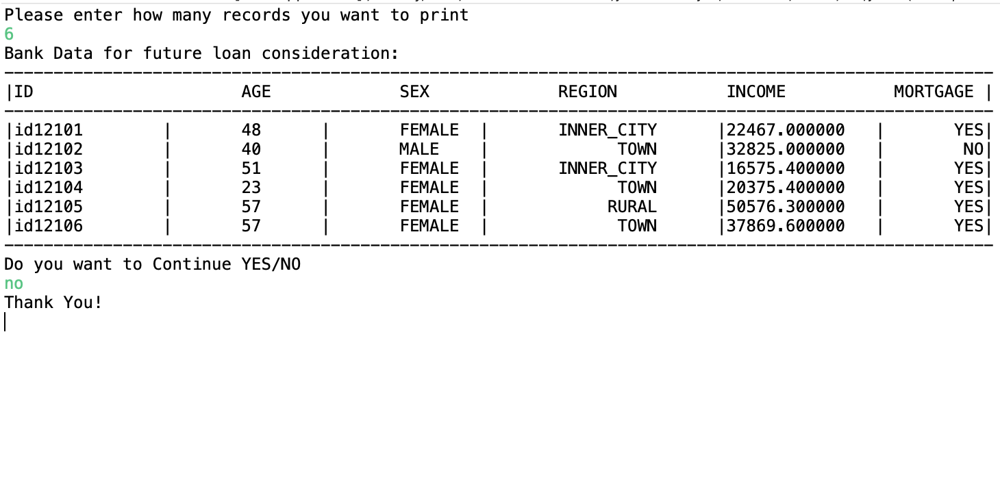 Please enter how many records you want to print
6
Bank Data for future loan consideration:
----------------------------------------------------------------------------------------------------
|ID                     AGE             SEX             REGION           INCOME           MORTGAGE |
----------------------------------------------------------------------------------------------------
|id12101        |       48      |       FEMALE  |       INNER_CITY      |22467.000000   |       YES|
|id12102        |       40      |       MALE    |             TOWN      |32825.000000   |        NO|
|id12103        |       51      |       FEMALE  |       INNER_CITY      |16575.400000   |       YES|
|id12104        |       23      |       FEMALE  |             TOWN      |20375.400000   |       YES|
|id12105        |       57      |       FEMALE  |            RURAL      |50576.300000   |       YES|
|id12106        |       57      |       FEMALE  |             TOWN      |37869.600000   |       YES|
----------------------------------------------------------------------------------------------------
Do you want to Continue YES/NO
no
Thank You!